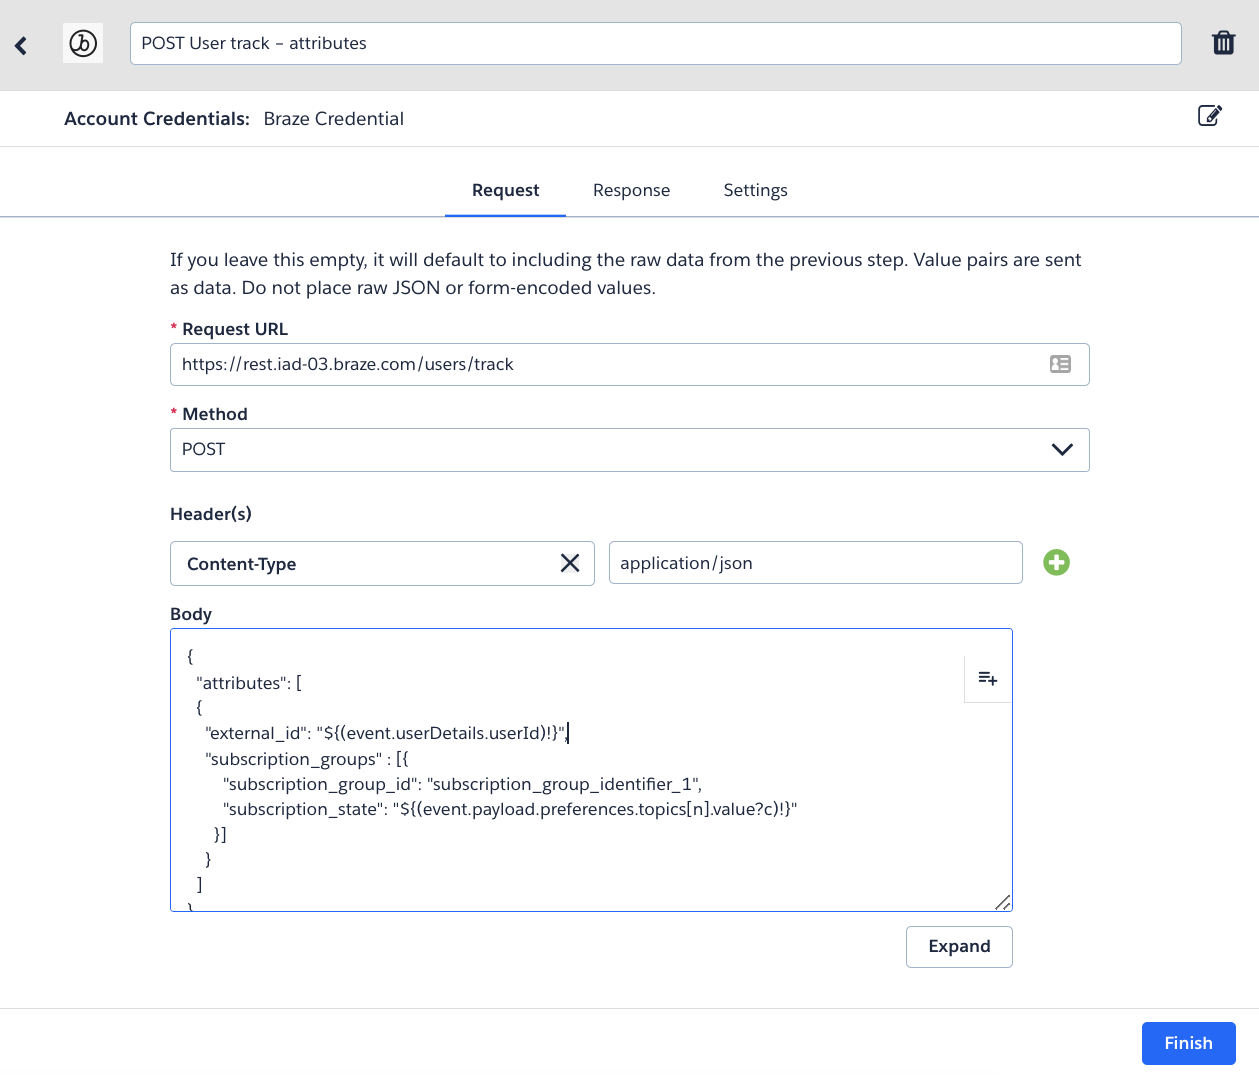 POST User track – attributes
Account Credentials: Braze Credential
Request Response Settings
If you leave this empty, it will default to including the raw data from the previous step. Value pairs are sent
as data. Do not place raw JSON or form-encoded values.
* Request URL
https://rest.iad-03.braze.com/users/track
* Method
POST
Header(s)
Content-Type application/json
Body
{
"attributes": [
{
"external_id": "${(event.userDetails.userId)!}",
"subscription_groups" : [{
"subscription_group_id": "subscription_group_identifier_1",
"subscription_state": "${(event.payload.preferences.topics[n].value?c)!}"
}]
}
]
}
Expand
Finish